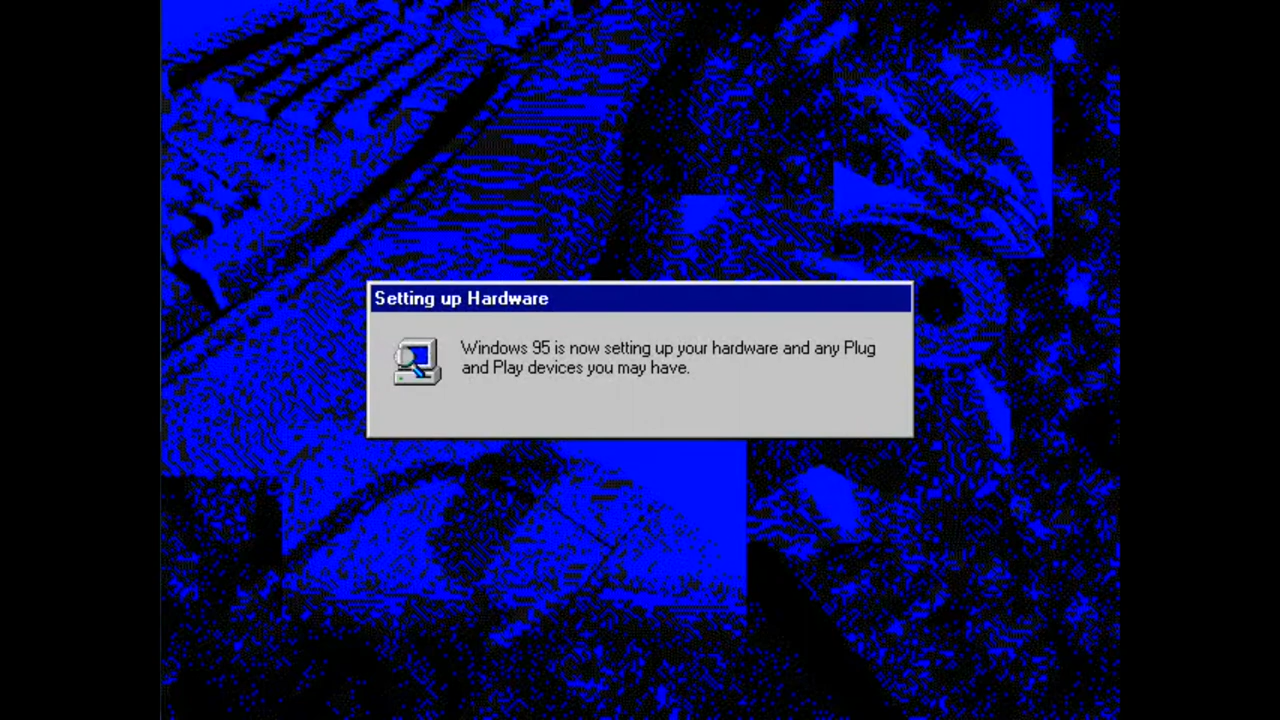 Setting up Hardware
Windows 95 is now setting up your hardware and any Plug
and Play devices you may have.